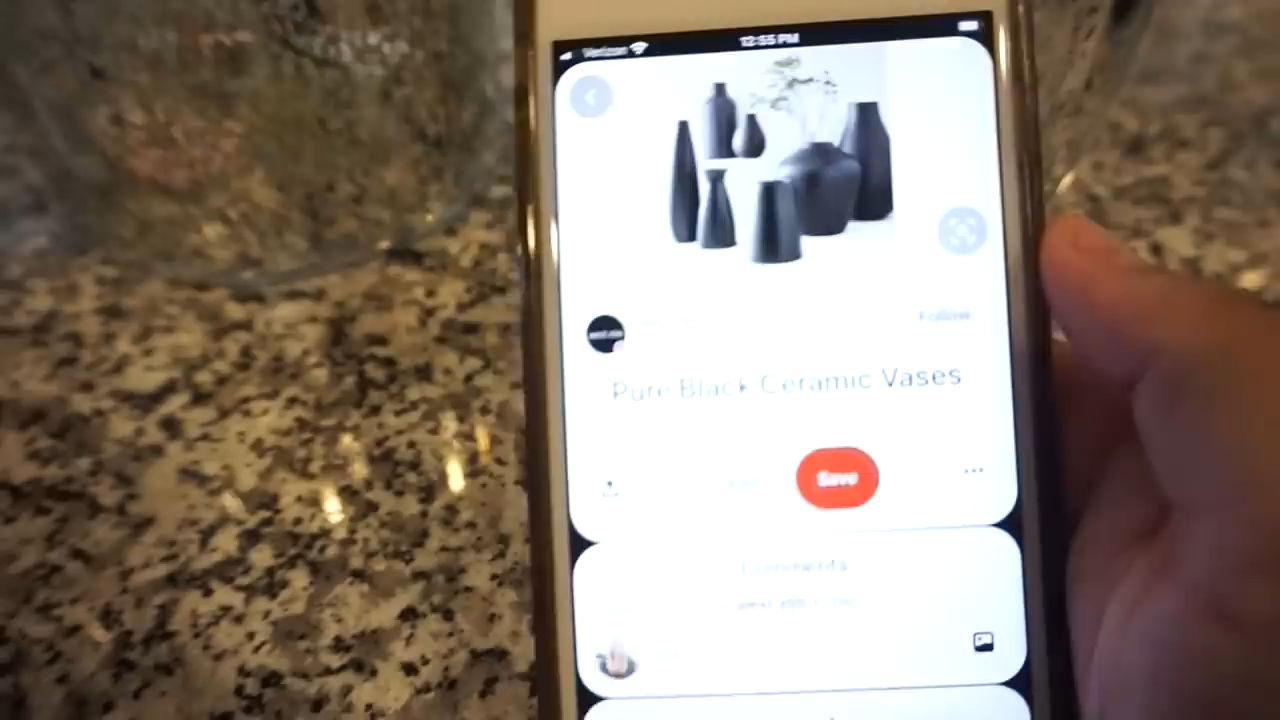 Verizon 12:55 PM
Follow
Pure Black Ceramic Vases
Save
Comments